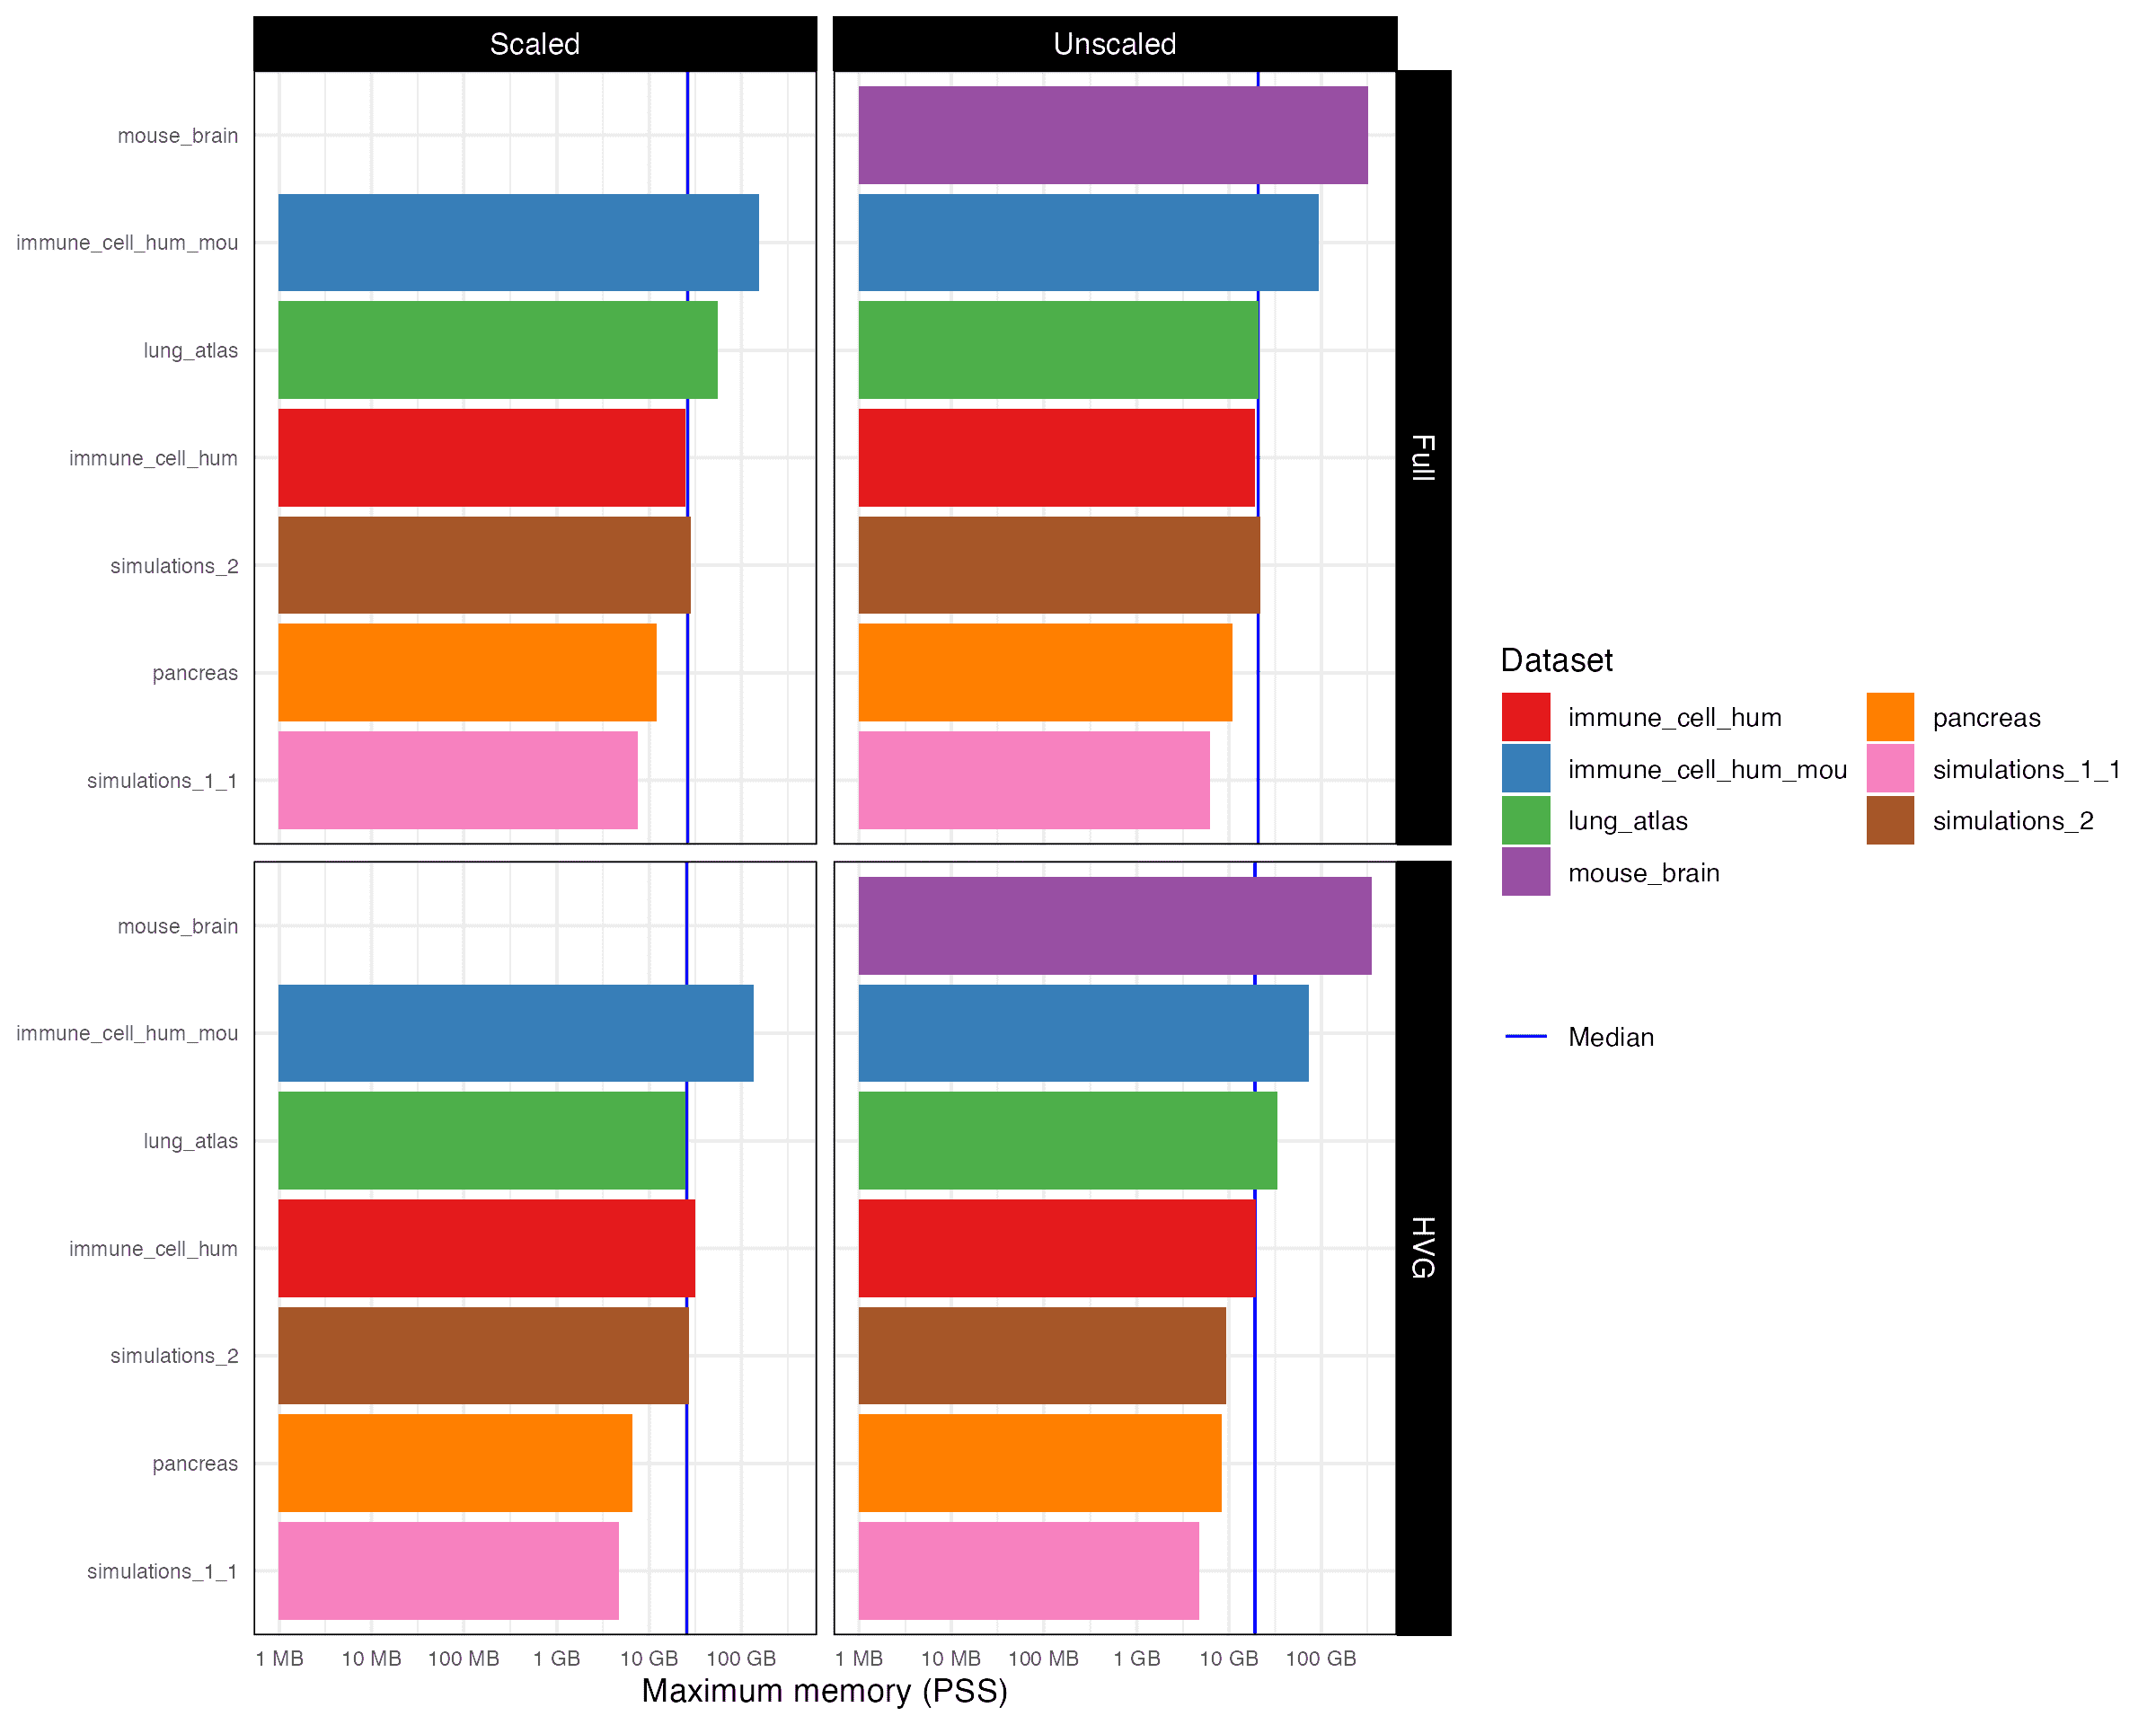 Scaled
Unscaled
mouse_brain
immune_cell_hum_mou
lung_atlas
immune_cell_hum
simulations_2
pancreas
simulations_1_1
Full
mouse_brain
immune_cell_hum_mou
lung_atlas
immune_cell_hum
simulations_2
pancreas
simulations_1_1
HVG
1 MB 10 MB 100 MB 1 GB 10 GB 100 GB
1 MB 10 MB 100 MB 1 GB 10 GB 100 GB
Maximum memory (PSS)
Dataset
immune_cell_hum
immune_cell_hum_mou
lung_atlas
mouse_brain
pancreas
simulations_1_1
simulations_2
Median